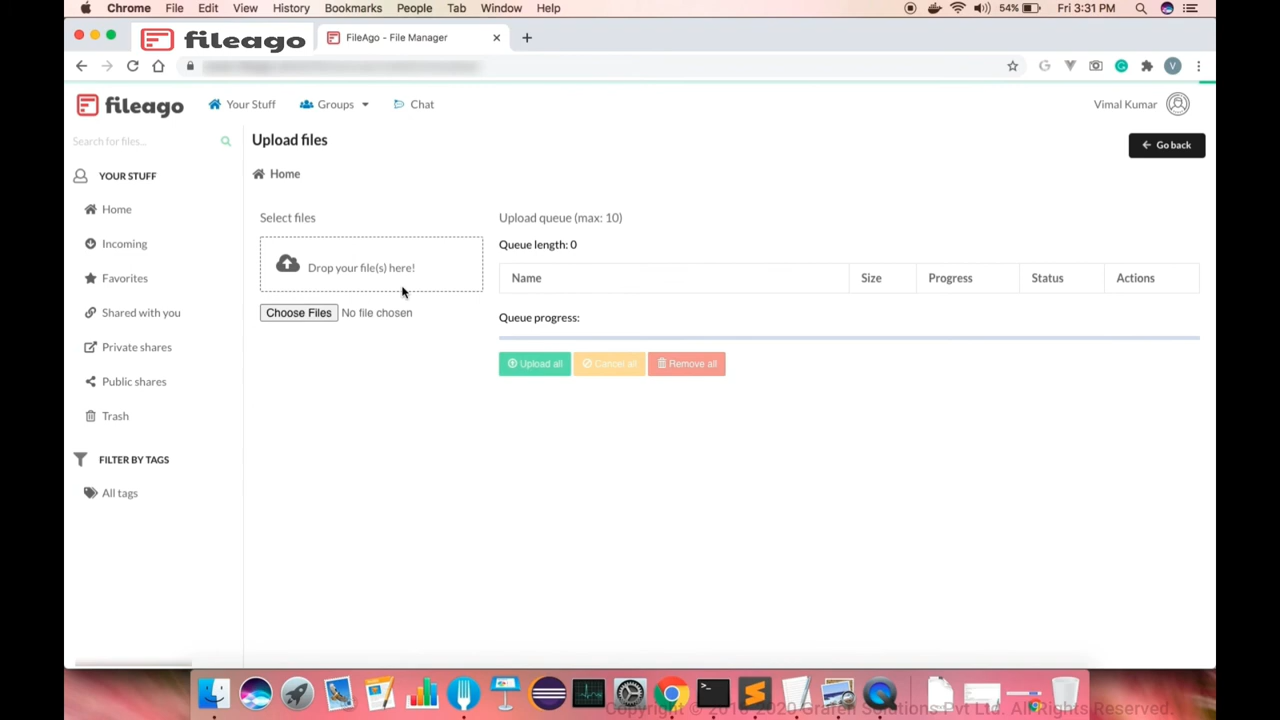 Chrome File Edit View History Bookmarks People Tab Window Help 54% Fri 3:31 PM
fileago FileAgo - File Manager
fileago Your Stuff Groups Chat Vimal Kumar
Search for files...
Upload files
Go back
Home
YOUR STUFF
Home
Incoming
Favorites
Shared with you
Private shares
Public shares
Trash
FILTER BY TAGS
All tags
Select files
Drop your file(s) here!
Choose Files No file chosen
Upload queue (max: 10)
Queue length: 0
Name Size Progress Status Actions
Queue progress:
Upload all Cancel all Remove all
Solutions Pvt Ltd. All Rights Reserved.